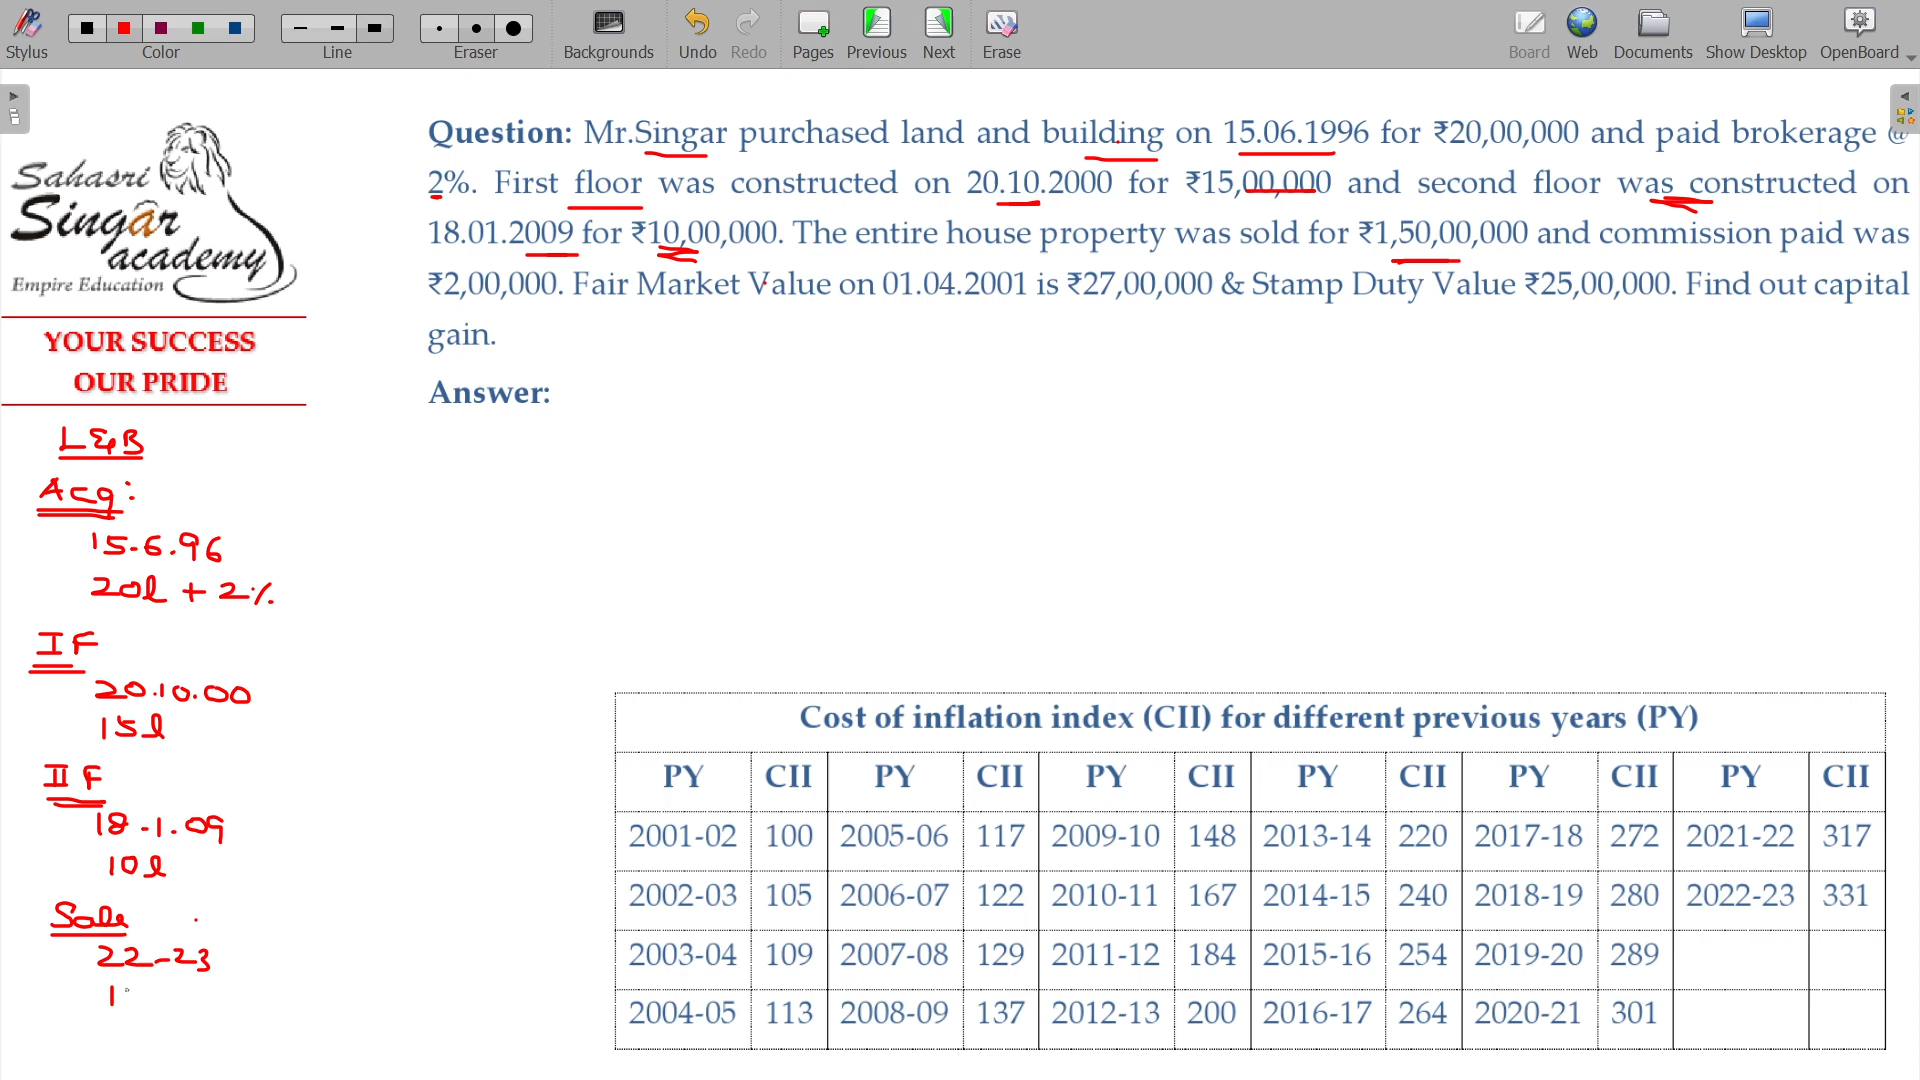 Stylus
Color
Line
Eraser
Backgrounds
Undo
Redo
Pages
Previous
Next
Erase
Board
Web
Documents
Show Desktop
OpenBoard
Sahasri
Singar
academy
Empire Education
YOUR SUCCESS
OUR PRIDE
L&B
Acq:
15-6.96
20l + 2%
I F
20.10.00
15l
II F
18-1.09
10l
Sale
22-23
1
Question: Mr.Singar purchased land and building on 15.06.1996 for ₹20,00,000 and paid brokerage @
2%. First floor was constructed on 20.10.2000 for ₹15,00,000 and second floor was constructed on
18.01.2009 for ₹10,00,000. The entire house property was sold for ₹1,50,00,000 and commission paid was
₹2,00,000. Fair Market Value on 01.04.2001 is ₹27,00,000 & Stamp Duty Value ₹25,00,000. Find out capital
gain.
Answer:
Cost of inflation index (CII) for different previous years (PY)
PY CII PY CII PY CII PY CII PY CII PY CII
2001-02 100 2005-06 117 2009-10 148 2013-14 220 2017-18 272 2021-22 317
2002-03 105 2006-07 122 2010-11 167 2014-15 240 2018-19 280 2022-23 331
2003-04 109 2007-08 129 2011-12 184 2015-16 254 2019-20 289
2004-05 113 2008-09 137 2012-13 200 2016-17 264 2020-21 301